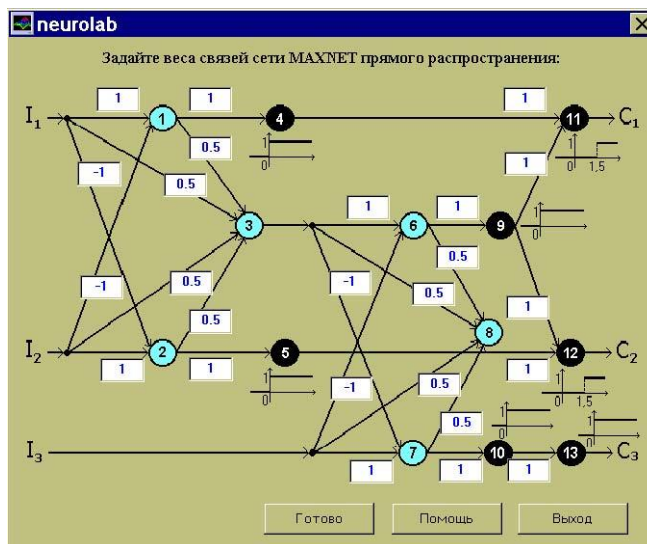 neurolab
Задайте веса связей сети MAXNET прямого распространения:
1 1 1
I1 1 4 11 C1
1 0 1 0 1,5
0.5 1
-1 0.5
1 1
3 6 9 1 0
0.5 0.5
-1 -1 0.5
0.5 8 1
I2 2 5 12 C2
1 1 1
1 0 -1 0.5 1 0 1,5
0.5 1 0 1 0
I3 7 10 13 C3
1 1 1
Готово Помощь Выход